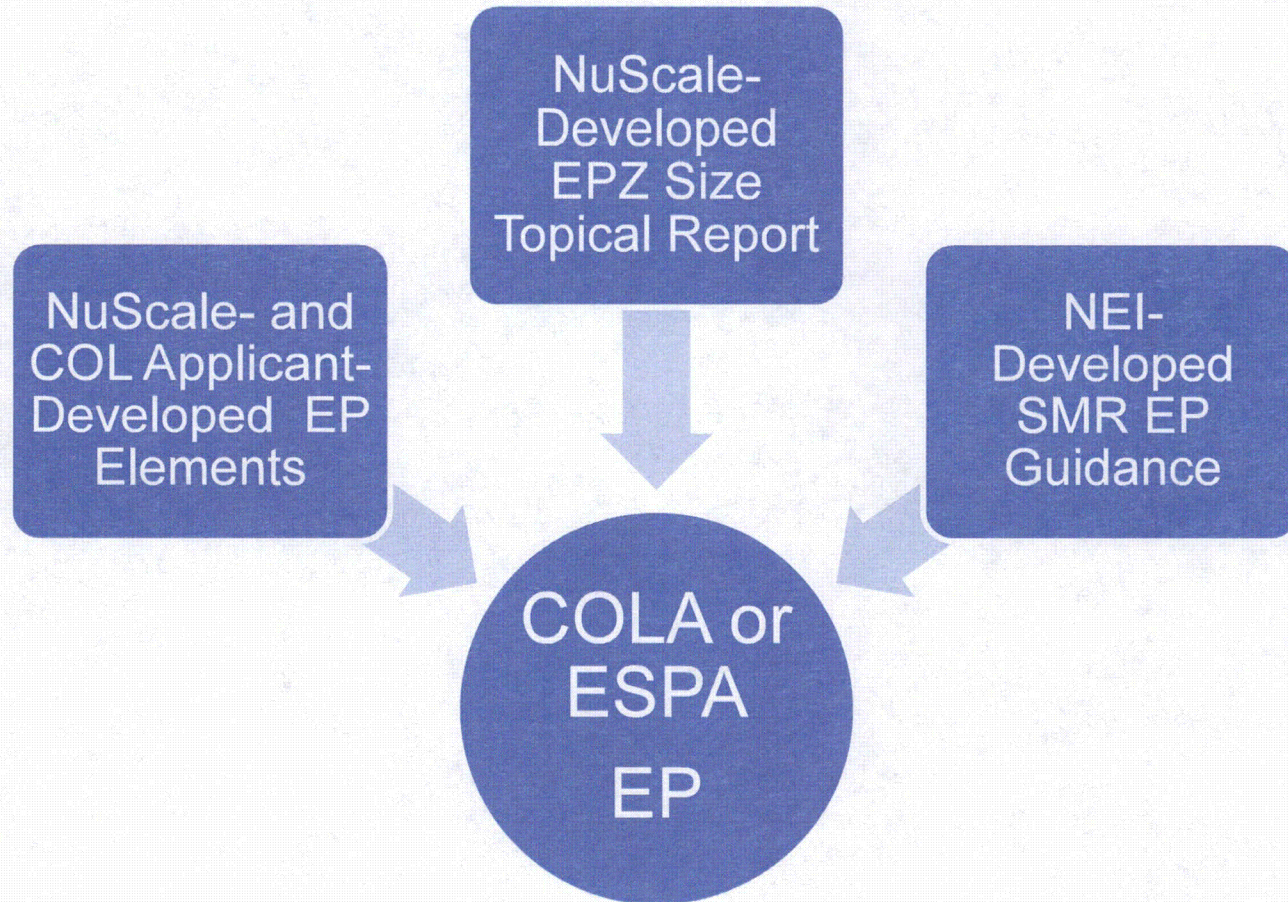 NuScale-
Developed
EPZ Size
Topical Report
NuScale- and
COL Applicant-
Developed EP
Elements
NEI-
Developed
SMR EP
Guidance
COLA or
ESPA
EP